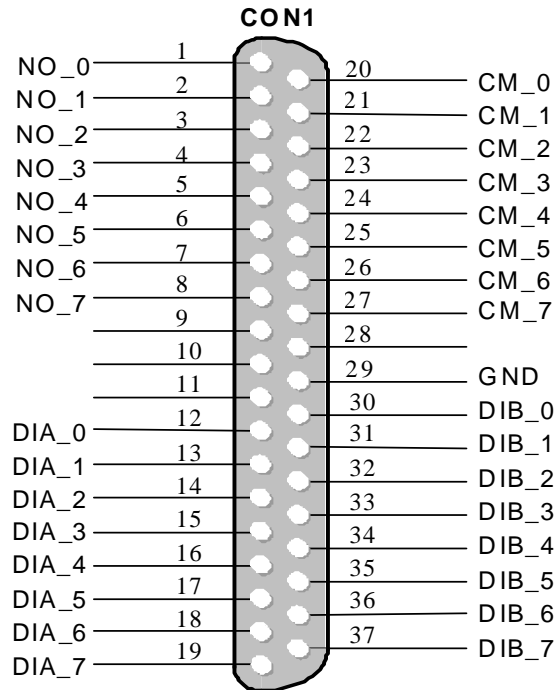 CON1
NO_0 1
NO_1 2
NO_2 3
NO_3 4
NO_4 5
NO_5 6
NO_6 7
NO_7 8
9
10
11
DIA_0 12
DIA_1 13
DIA_2 14
DIA_3 15
DIA_4 16
DIA_5 17
DIA_6 18
DIA_7 19
20 CM_0
21 CM_1
22 CM_2
23 CM_3
24 CM_4
25 CM_5
26 CM_6
27 CM_7
28
29 GND
30 DIB_0
31 DIB_1
32 DIB_2
33 DIB_3
34 DIB_4
35 DIB_5
36 DIB_6
37 DIB_7